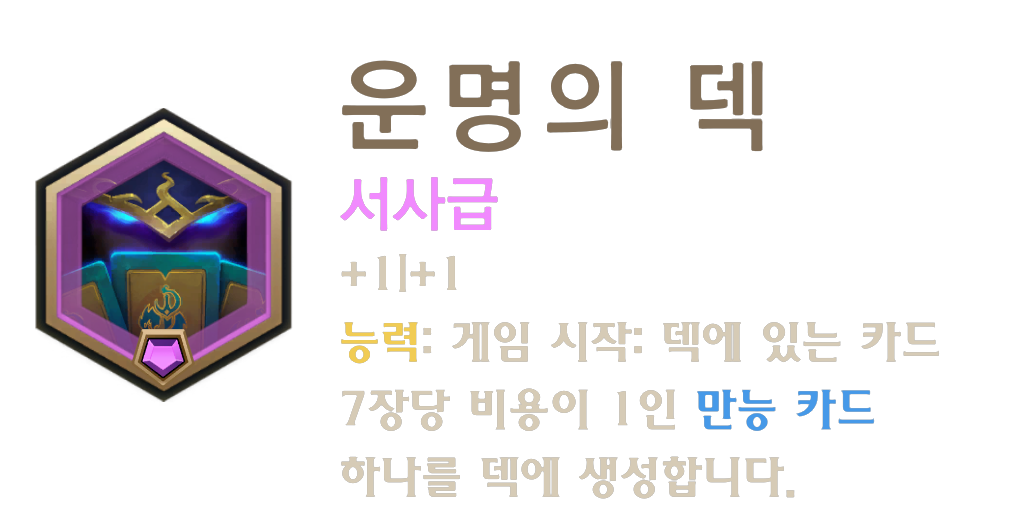 운명의 덱
서사급
+1|+1
능력: 게임 시작: 덱에 있는 카드
7장당 비용이 1인 만능 카드
하나를 덱에 생성합니다.